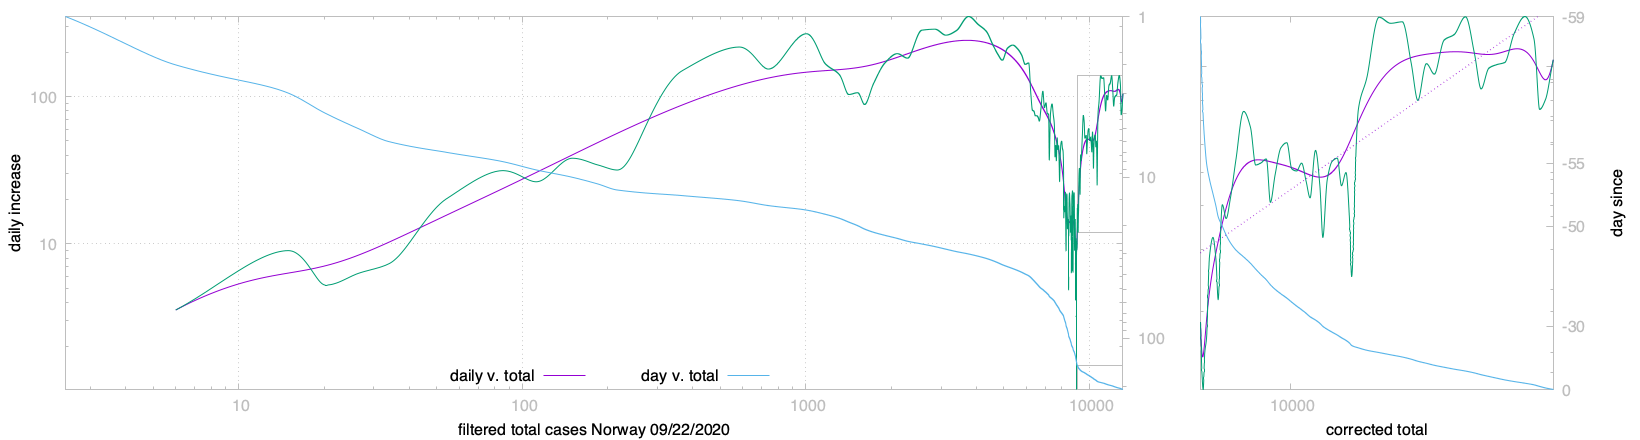 daily increase
100
10
1
10
100
daily v. total
day v. total
10
100
1000
10000
filtered total cases Norway 09/22/2020
-59
-55
-50
-30
0
day since
10000
corrected total